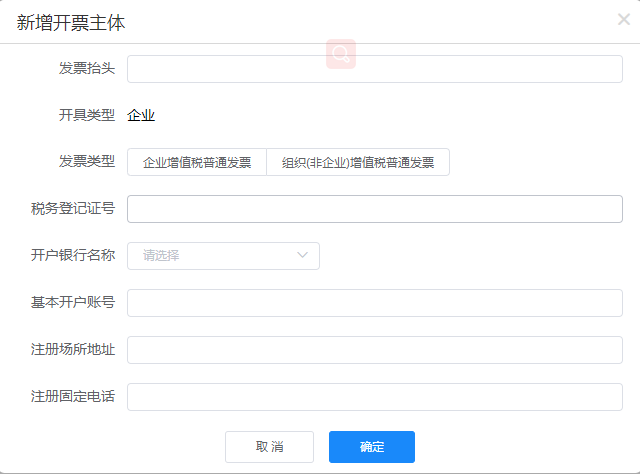 新增开票主体
发票抬头
开具类型 企业
发票类型 企业增值税普通发票 组织(非企业)增值税普通发票
税务登记证号
开户银行名称 请选择
基本开户账号
注册场所地址
注册固定电话
取 消 确定